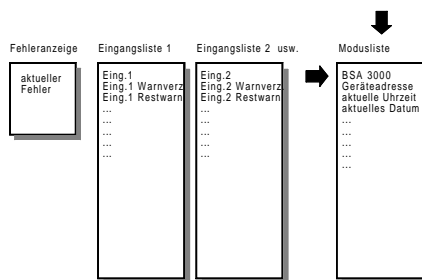 Fehleranzeige
aktueller
Fehler
Eingangsliste 1
Eing.1
Eing.1 Warnverz
Eing.1 Restwarn
...
...
...
...
...
Eingangsliste 2 usw.
Eing.2
Eing.2 Warnverz.
Eing.2 Restwarn
...
...
...
...
...
Modusliste
BSA 3000
Geräteadresse
aktuelle Uhrzeit
aktuelles Datum
...
...
...
...
...